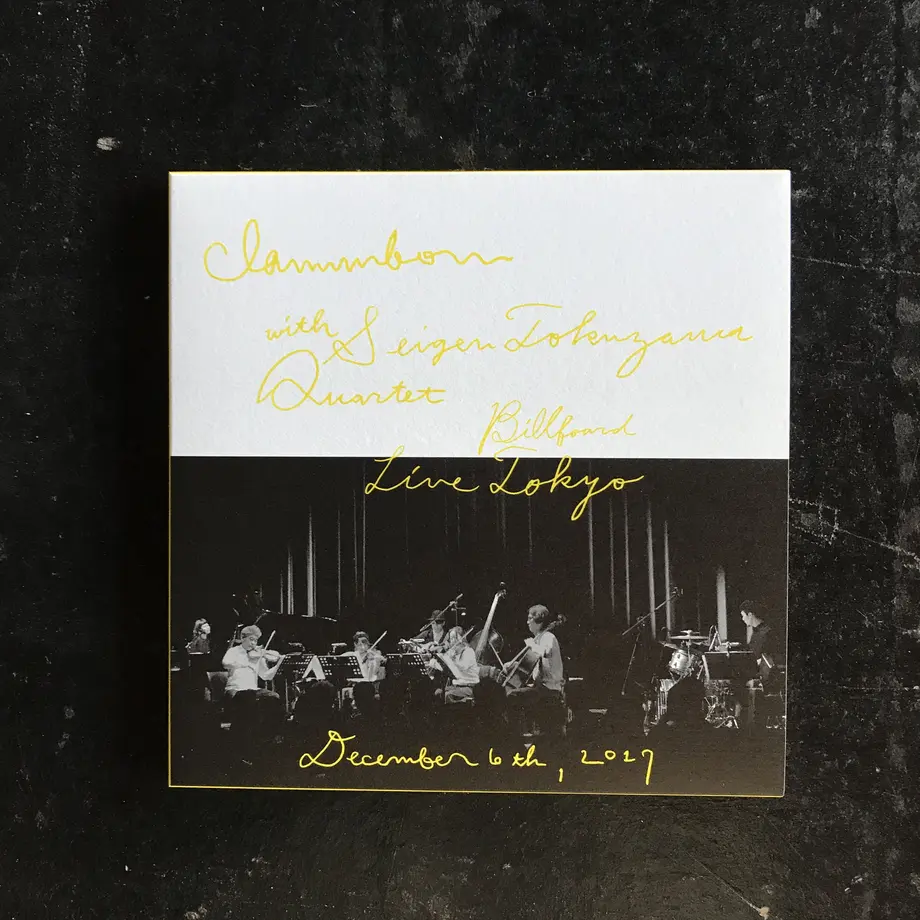 clammbon
with Seigen Tokuzawa
Quartet
Billboard
Live Tokyo
December 6th, 2017